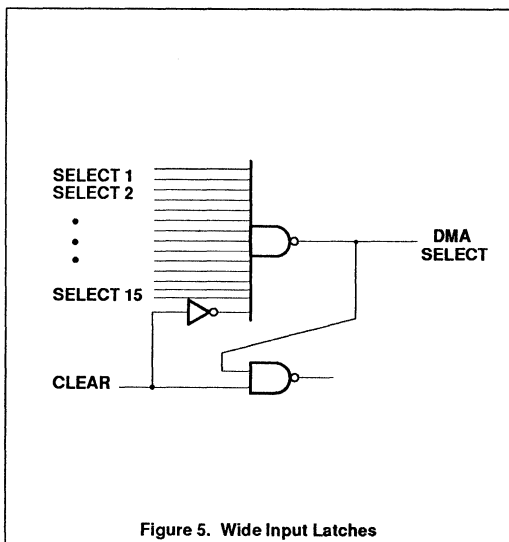 SELECT 1
SELECT 2
SELECT 15
CLEAR
DMA
SELECT
Figure 5. Wide Input Latches